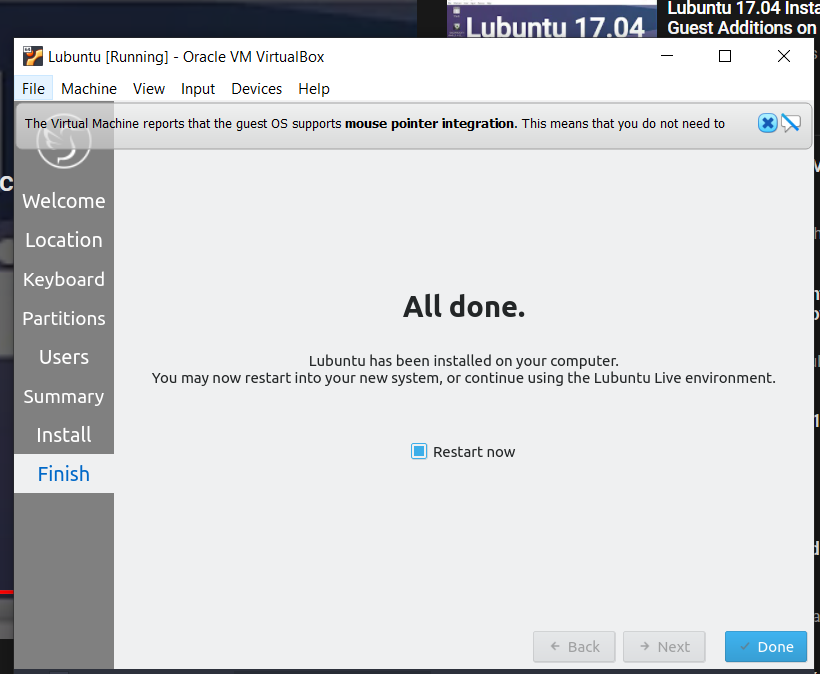 Lubuntu 17.04
Lubuntu 17.04 Insta
Guest Additions on
Lubuntu [Running] - Oracle VM VirtualBox
File Machine View Input Devices Help
The Virtual Machine reports that the guest OS supports mouse pointer integration. This means that you do not need to
Welcome
Location
Keyboard
Partitions
Users
Summary
Install
Finish
All done.
Lubuntu has been installed on your computer.
You may now restart into your new system, or continue using the Lubuntu Live environment.
Restart now
Back
Next
Done